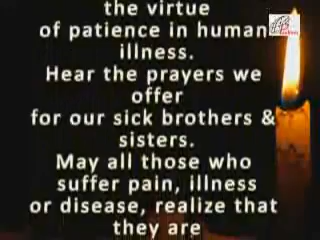 the virtue
of patience in human
illness.
Hear the prayers we
offer
for our sick brothers &
sisters.
May all those who
suffer pain, illness
or disease, realize that
they are